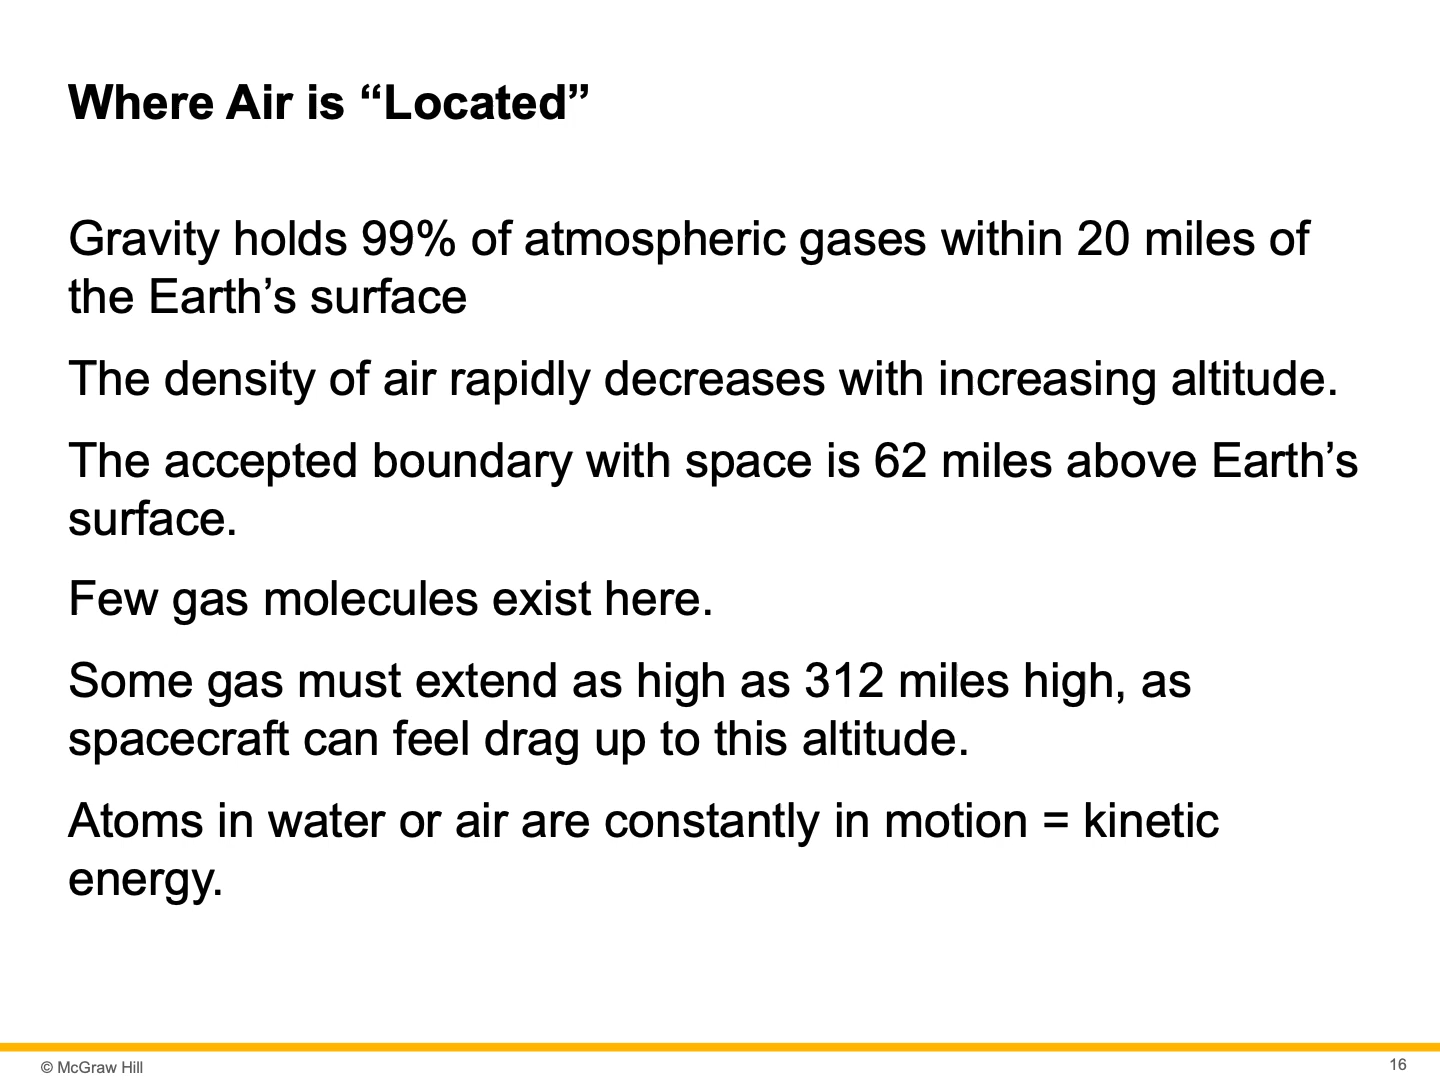 Where Air is “Located”
Gravity holds 99% of atmospheric gases within 20 miles of
the Earth’s surface
The density of air rapidly decreases with increasing altitude.
The accepted boundary with space is 62 miles above Earth’s
surface.
Few gas molecules exist here.
Some gas must extend as high as 312 miles high, as
spacecraft can feel drag up to this altitude.
Atoms in water or air are constantly in motion = kinetic
energy.
© McGraw Hill
16